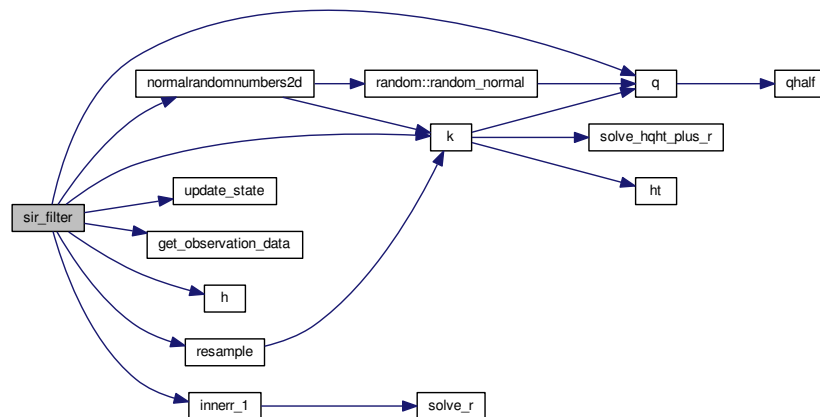 normalrandomnumbers2d
random::random_normal
q
qhalf
k
solve_hqht_plus_r
ht
update_state
sir_filter
get_observation_data
h
resample
innerr_1
solve_r